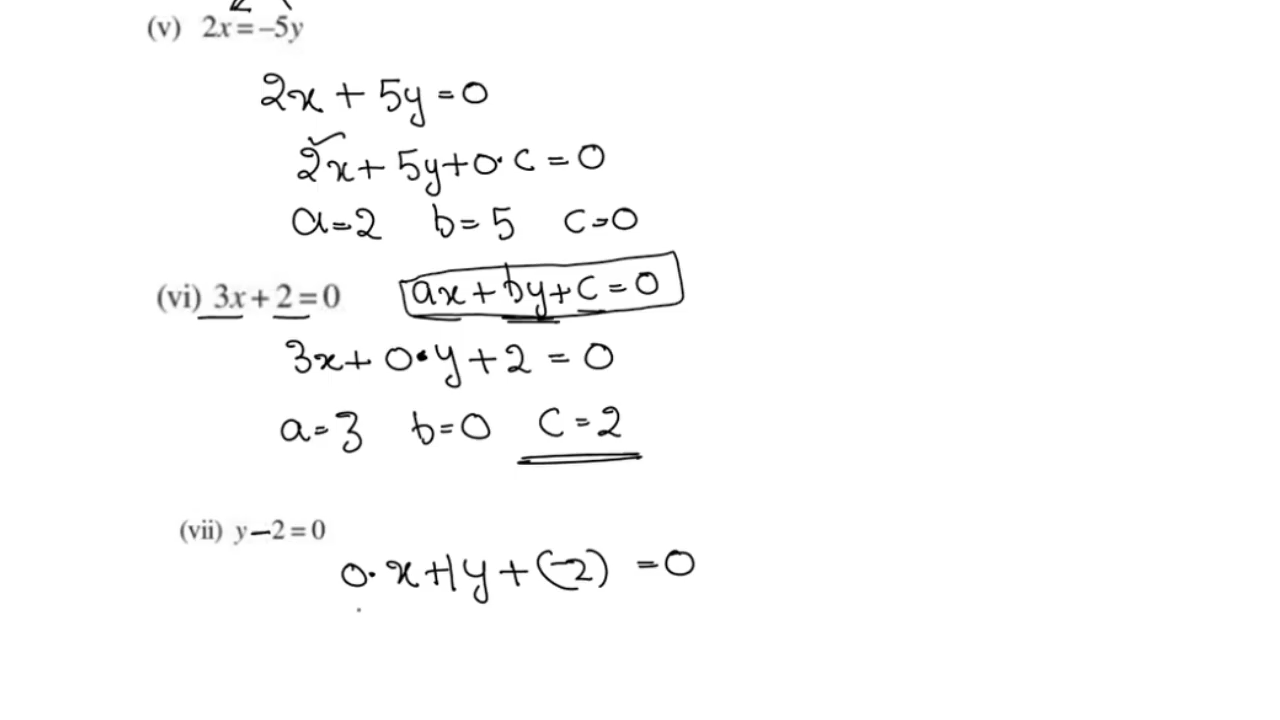 (v) 2x=–5y
2x + 5y = 0
2x + 5y + 0·c = 0
a=2 b=5 c=0
(vi) 3x+2=0 ax+by+c=0
3x + 0·y + 2 = 0
a=3 b=0 c=2
(vii) y–2=0
0·x+1y+(-2) =0